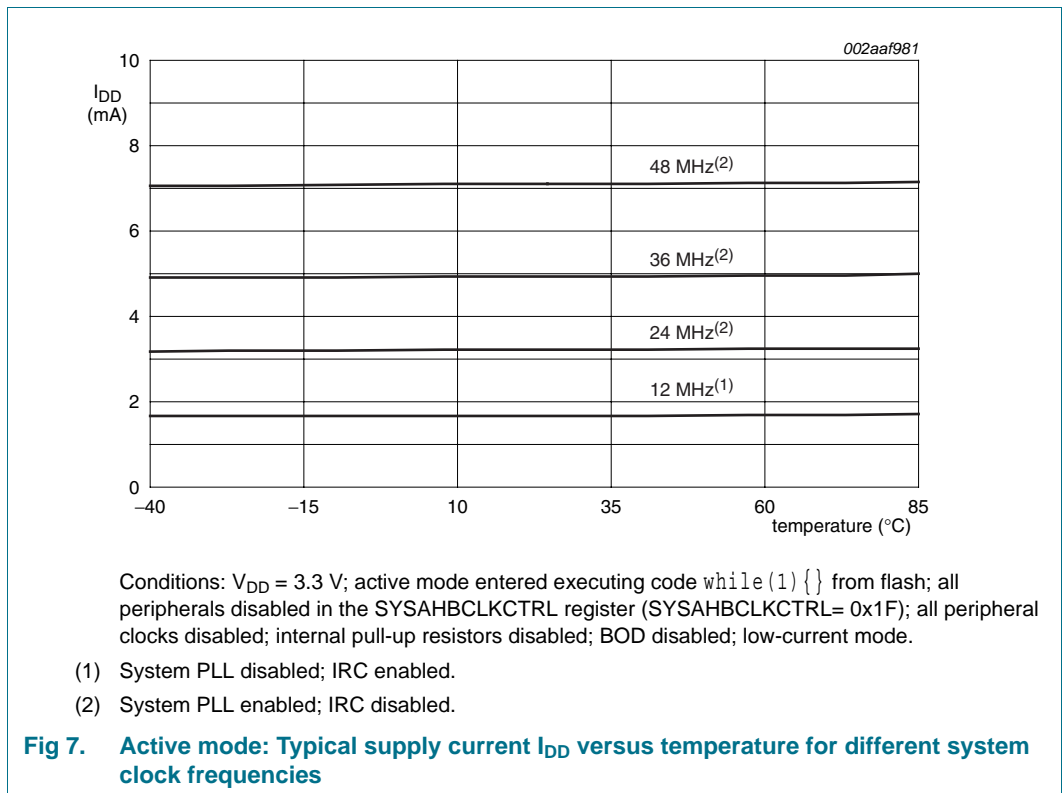 002aaf981
10
I_DD
(mA)
8
48 MHz(2)
6
36 MHz(2)
4
24 MHz(2)
2
12 MHz(1)
0
−40 −15 10 35 60 85
temperature (°C)
Conditions: V_DD = 3.3 V; active mode entered executing code while(1){} from flash; all
peripherals disabled in the SYSAHBCLKCTRL register (SYSAHBCLKCTRL= 0x1F); all peripheral
clocks disabled; internal pull-up resistors disabled; BOD disabled; low-current mode.
(1) System PLL disabled; IRC enabled.
(2) System PLL enabled; IRC disabled.
Fig 7. Active mode: Typical supply current I_DD versus temperature for different system
clock frequencies